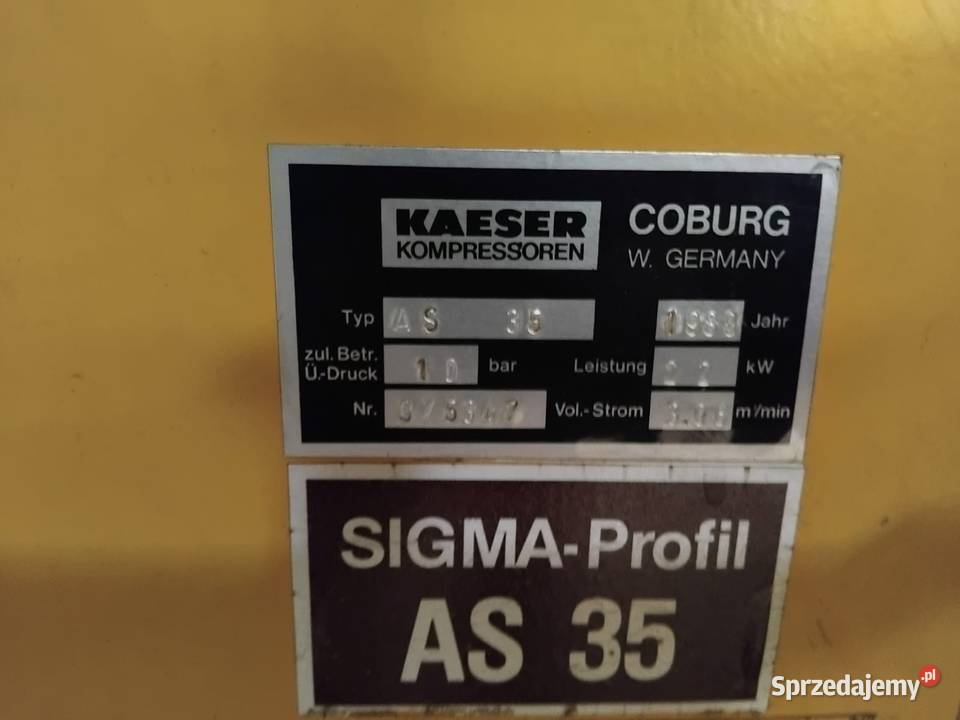 KAESER
KOMPRESSOREN
COBURG
W. GERMANY
Typ AS 35 1988 Jahr
zul. Betr.
Ü.-Druck 10 bar Leistung 22 kW
Nr. Vol.-Strom m³/min
SIGMA-Profil
AS 35
Sprzedajemy.pl